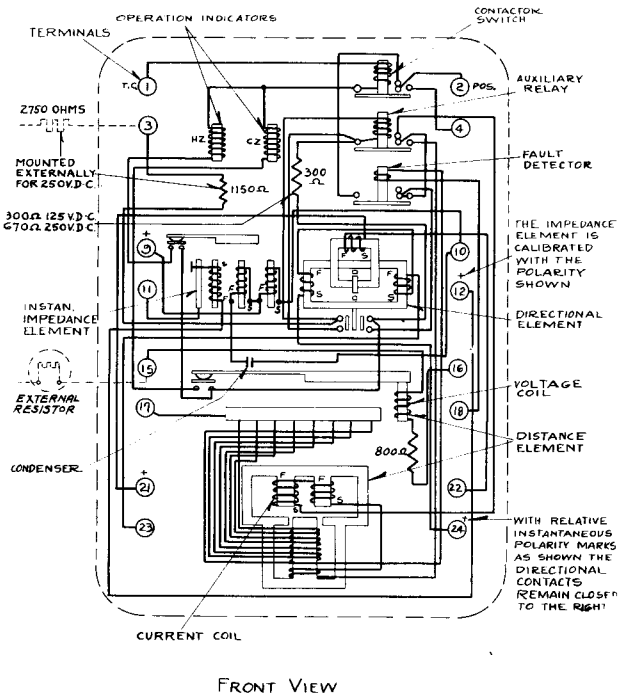 OPERATION INDICATORS
CONTACTOR
SWITCH
TERMINALS
T.C. 1
2 POS.
AUXILIARY
RELAY
2750 OHMS
3
4
HZ
CZ
FAULT
DETECTOR
MOUNTED
EXTERNALLY
FOR 250V.D-C.
1150Ω
300
Ω
300Ω 125V.D-C.
670Ω 250V.D.C.
THE IMPEDANCE
ELEMENT IS
CALIBRATED
WITH THE
POLARITY
SHOWN
+
9
10
+
11
12
F S
F S
F S
F S
F S
F S
INSTAN.
IMPEDANCE
ELEMENT
DIRECTIONAL
ELEMENT
15
16
EXTERNAL
RESISTOR
VOLTAGE
COIL
17
18
DISTANCE
ELEMENT
CONDENSER
800Ω
+
21
22
F S
F S
23
24
+
WITH RELATIVE
INSTANTANEOUS
POLARITY MARKS
AS SHOWN THE
DIRECTIONAL
CONTACTS
REMAIN CLOSED
TO THE RIGHT
CURRENT COIL
FRONT VIEW